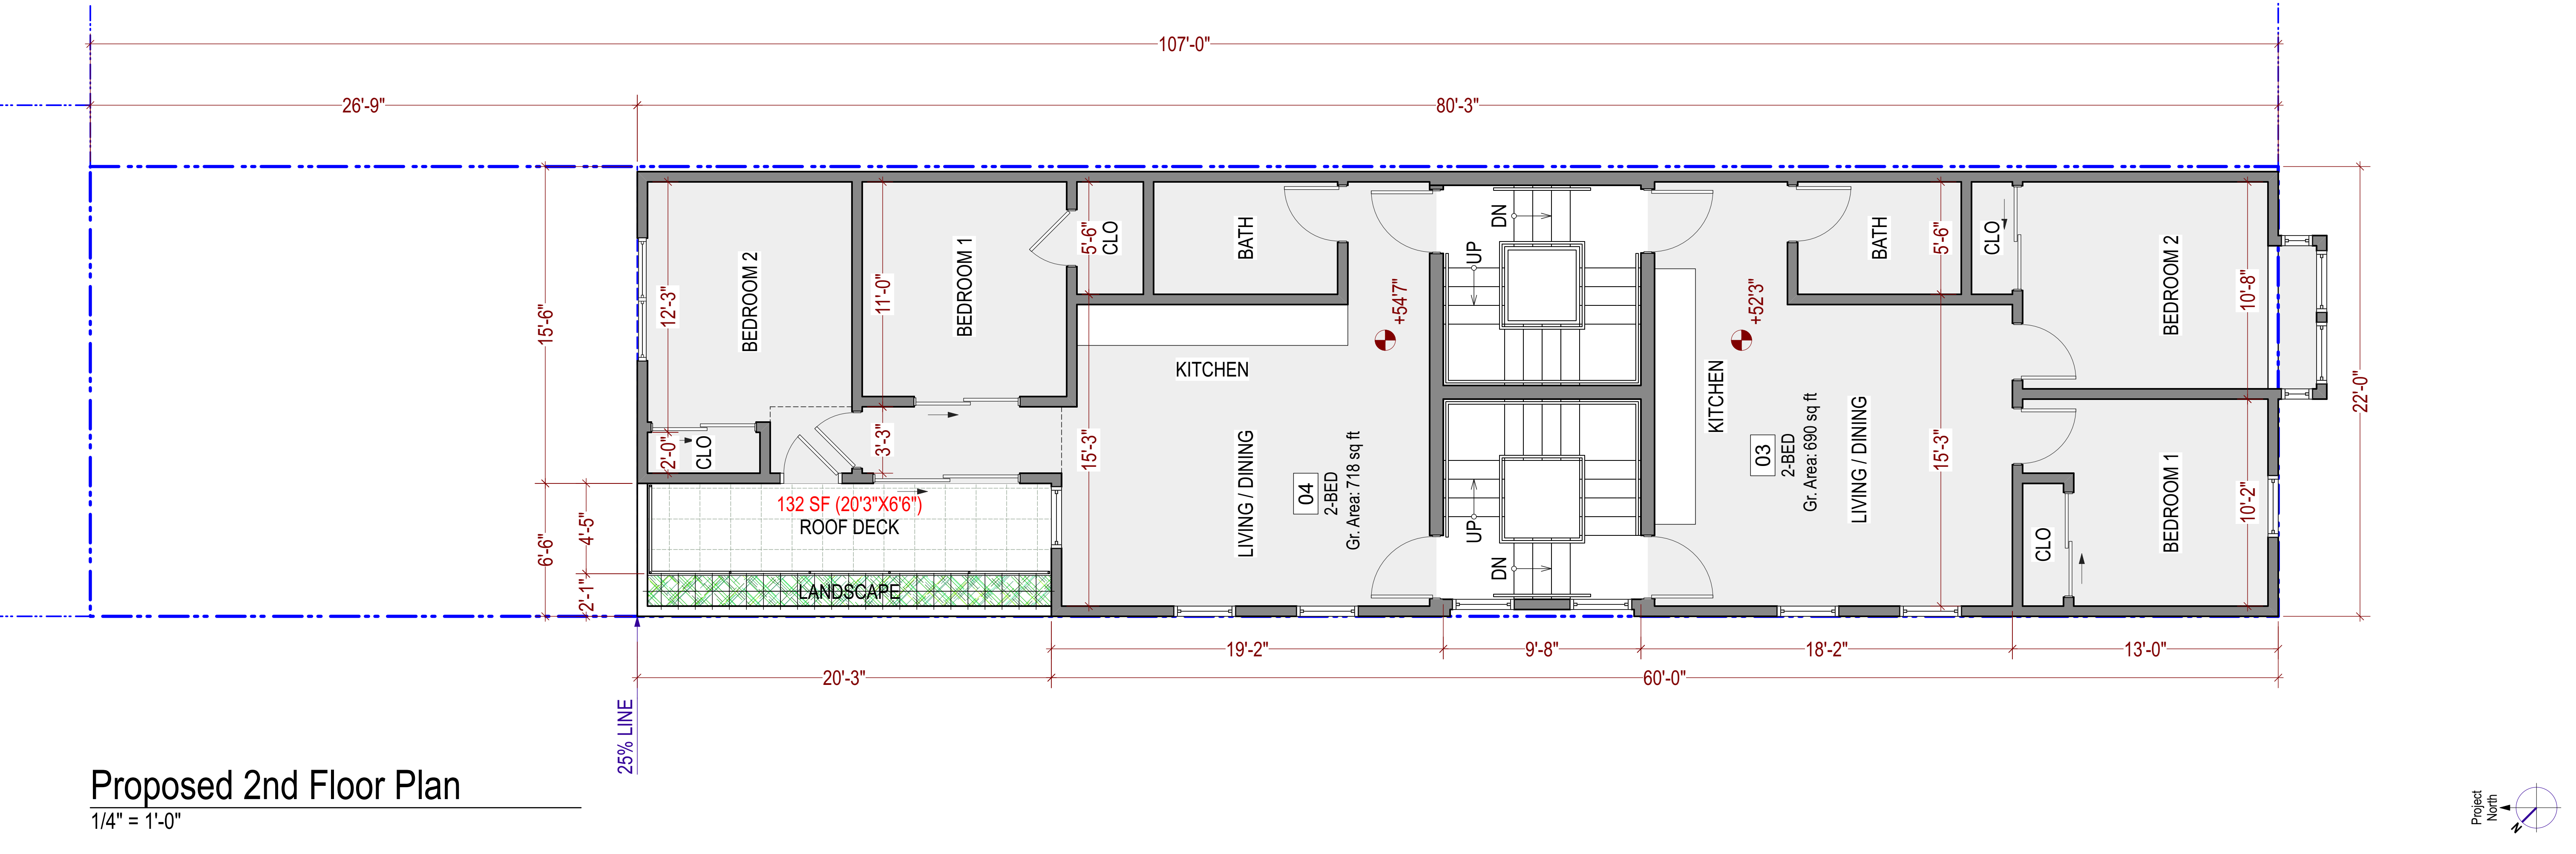 107'-0"
26'-9"
80'-3"
15'-6"
6'-6"
4'-5"
2'-1"
12'-3"
2'-0"
BEDROOM 2
CLO
11'-0"
3'-3"
BEDROOM 1
5'-6"
CLO
15'-3"
BATH
KITCHEN
LIVING / DINING
04
2-BED
Gr. Area: 718 sq ft
+54'7"
132 SF (20'3"X6'6")
ROOF DECK
LANDSCAPE
DN
UP
UP
DN
+52'3"
KITCHEN
03
2-BED
Gr. Area: 690 sq ft
LIVING / DINING
BATH
5'-6"
15'-3"
CLO
BEDROOM 2
10'-8"
CLO
BEDROOM 1
10'-2"
22'-0"
19'-2"
9'-8"
18'-2"
13'-0"
20'-3"
60'-0"
25% LINE
Proposed 2nd Floor Plan
1/4" = 1'-0"
Project
North
N